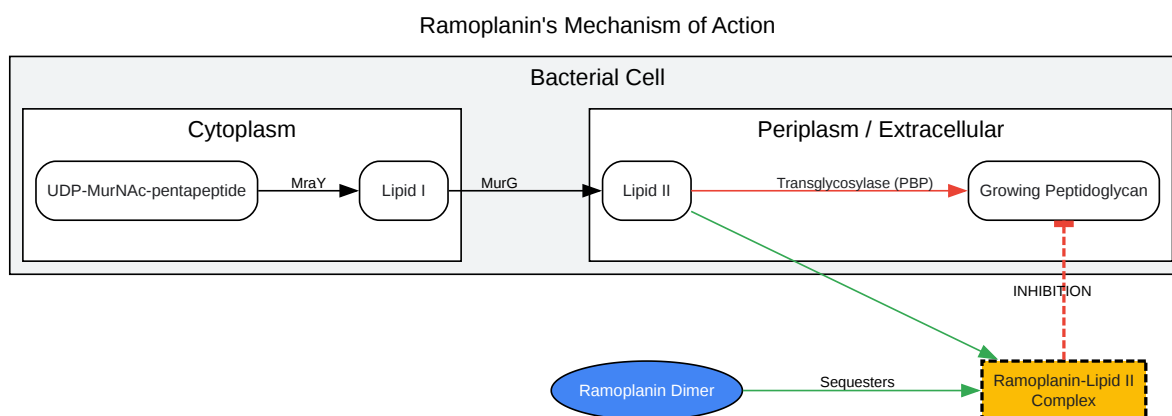 Ramoplanin's Mechanism of Action
Bacterial Cell
Cytoplasm
Periplasm / Extracellular
UDP-MurNAc-pentapeptide
MraY
Lipid I
MurG
Lipid II
Transglycosylase (PBP)
Growing Peptidoglycan
INHIBITION
Ramoplanin Dimer
Sequesters
Ramoplanin-Lipid II
Complex